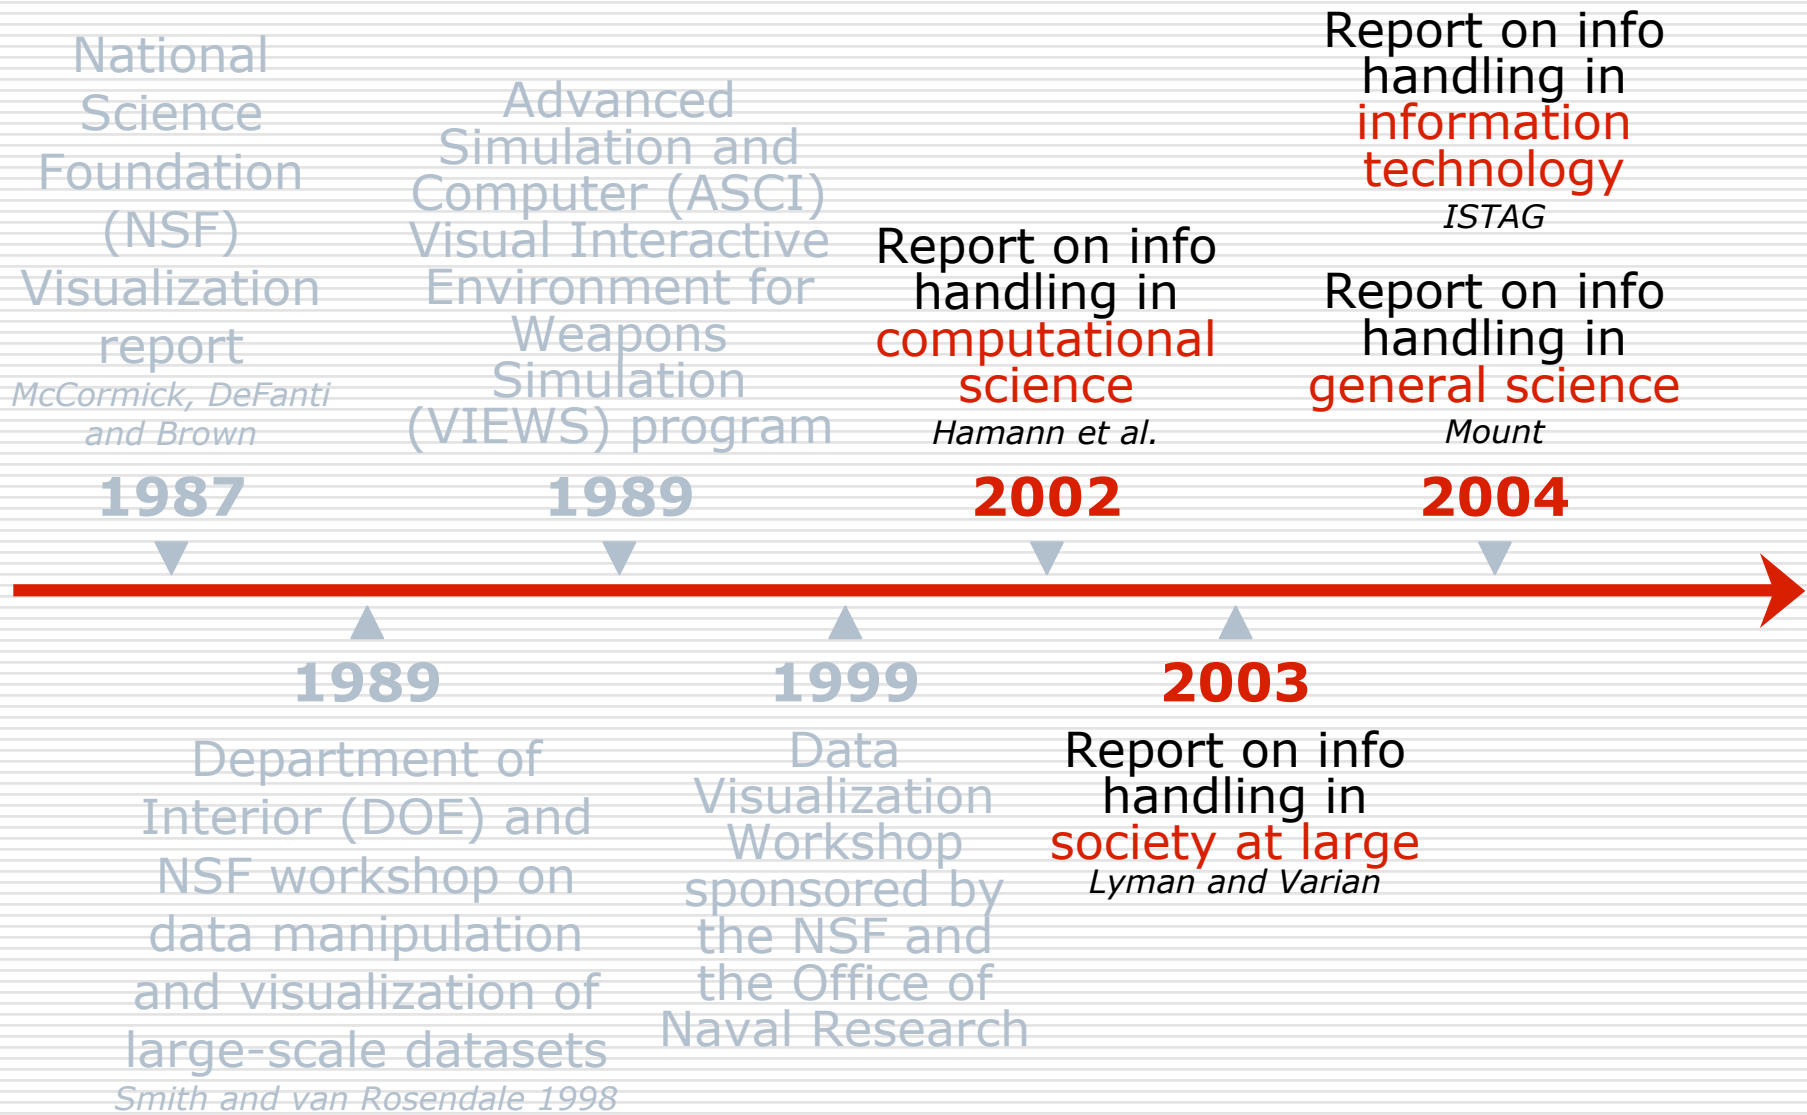 National
Science
Foundation
(NSF)
Visualization
report
McCormick, DeFanti
and Brown
1987
Advanced
Simulation and
Computer (ASCI)
Visual Interactive
Environment for
Weapons
Simulation
(VIEWS) program
1989
Report on info
handling in
computational
science
Hamann et al.
2002
Report on info
handling in
information
technology
ISTAG
Report on info
handling in
general science
Mount
2004
1989
Department of
Interior (DOE) and
NSF workshop on
data manipulation
and visualization of
large-scale datasets
Smith and van Rosendale 1998
1999
Data
Visualization
Workshop
sponsored by
the NSF and
the Office of
Naval Research
2003
Report on info
handling in
society at large
Lyman and Varian